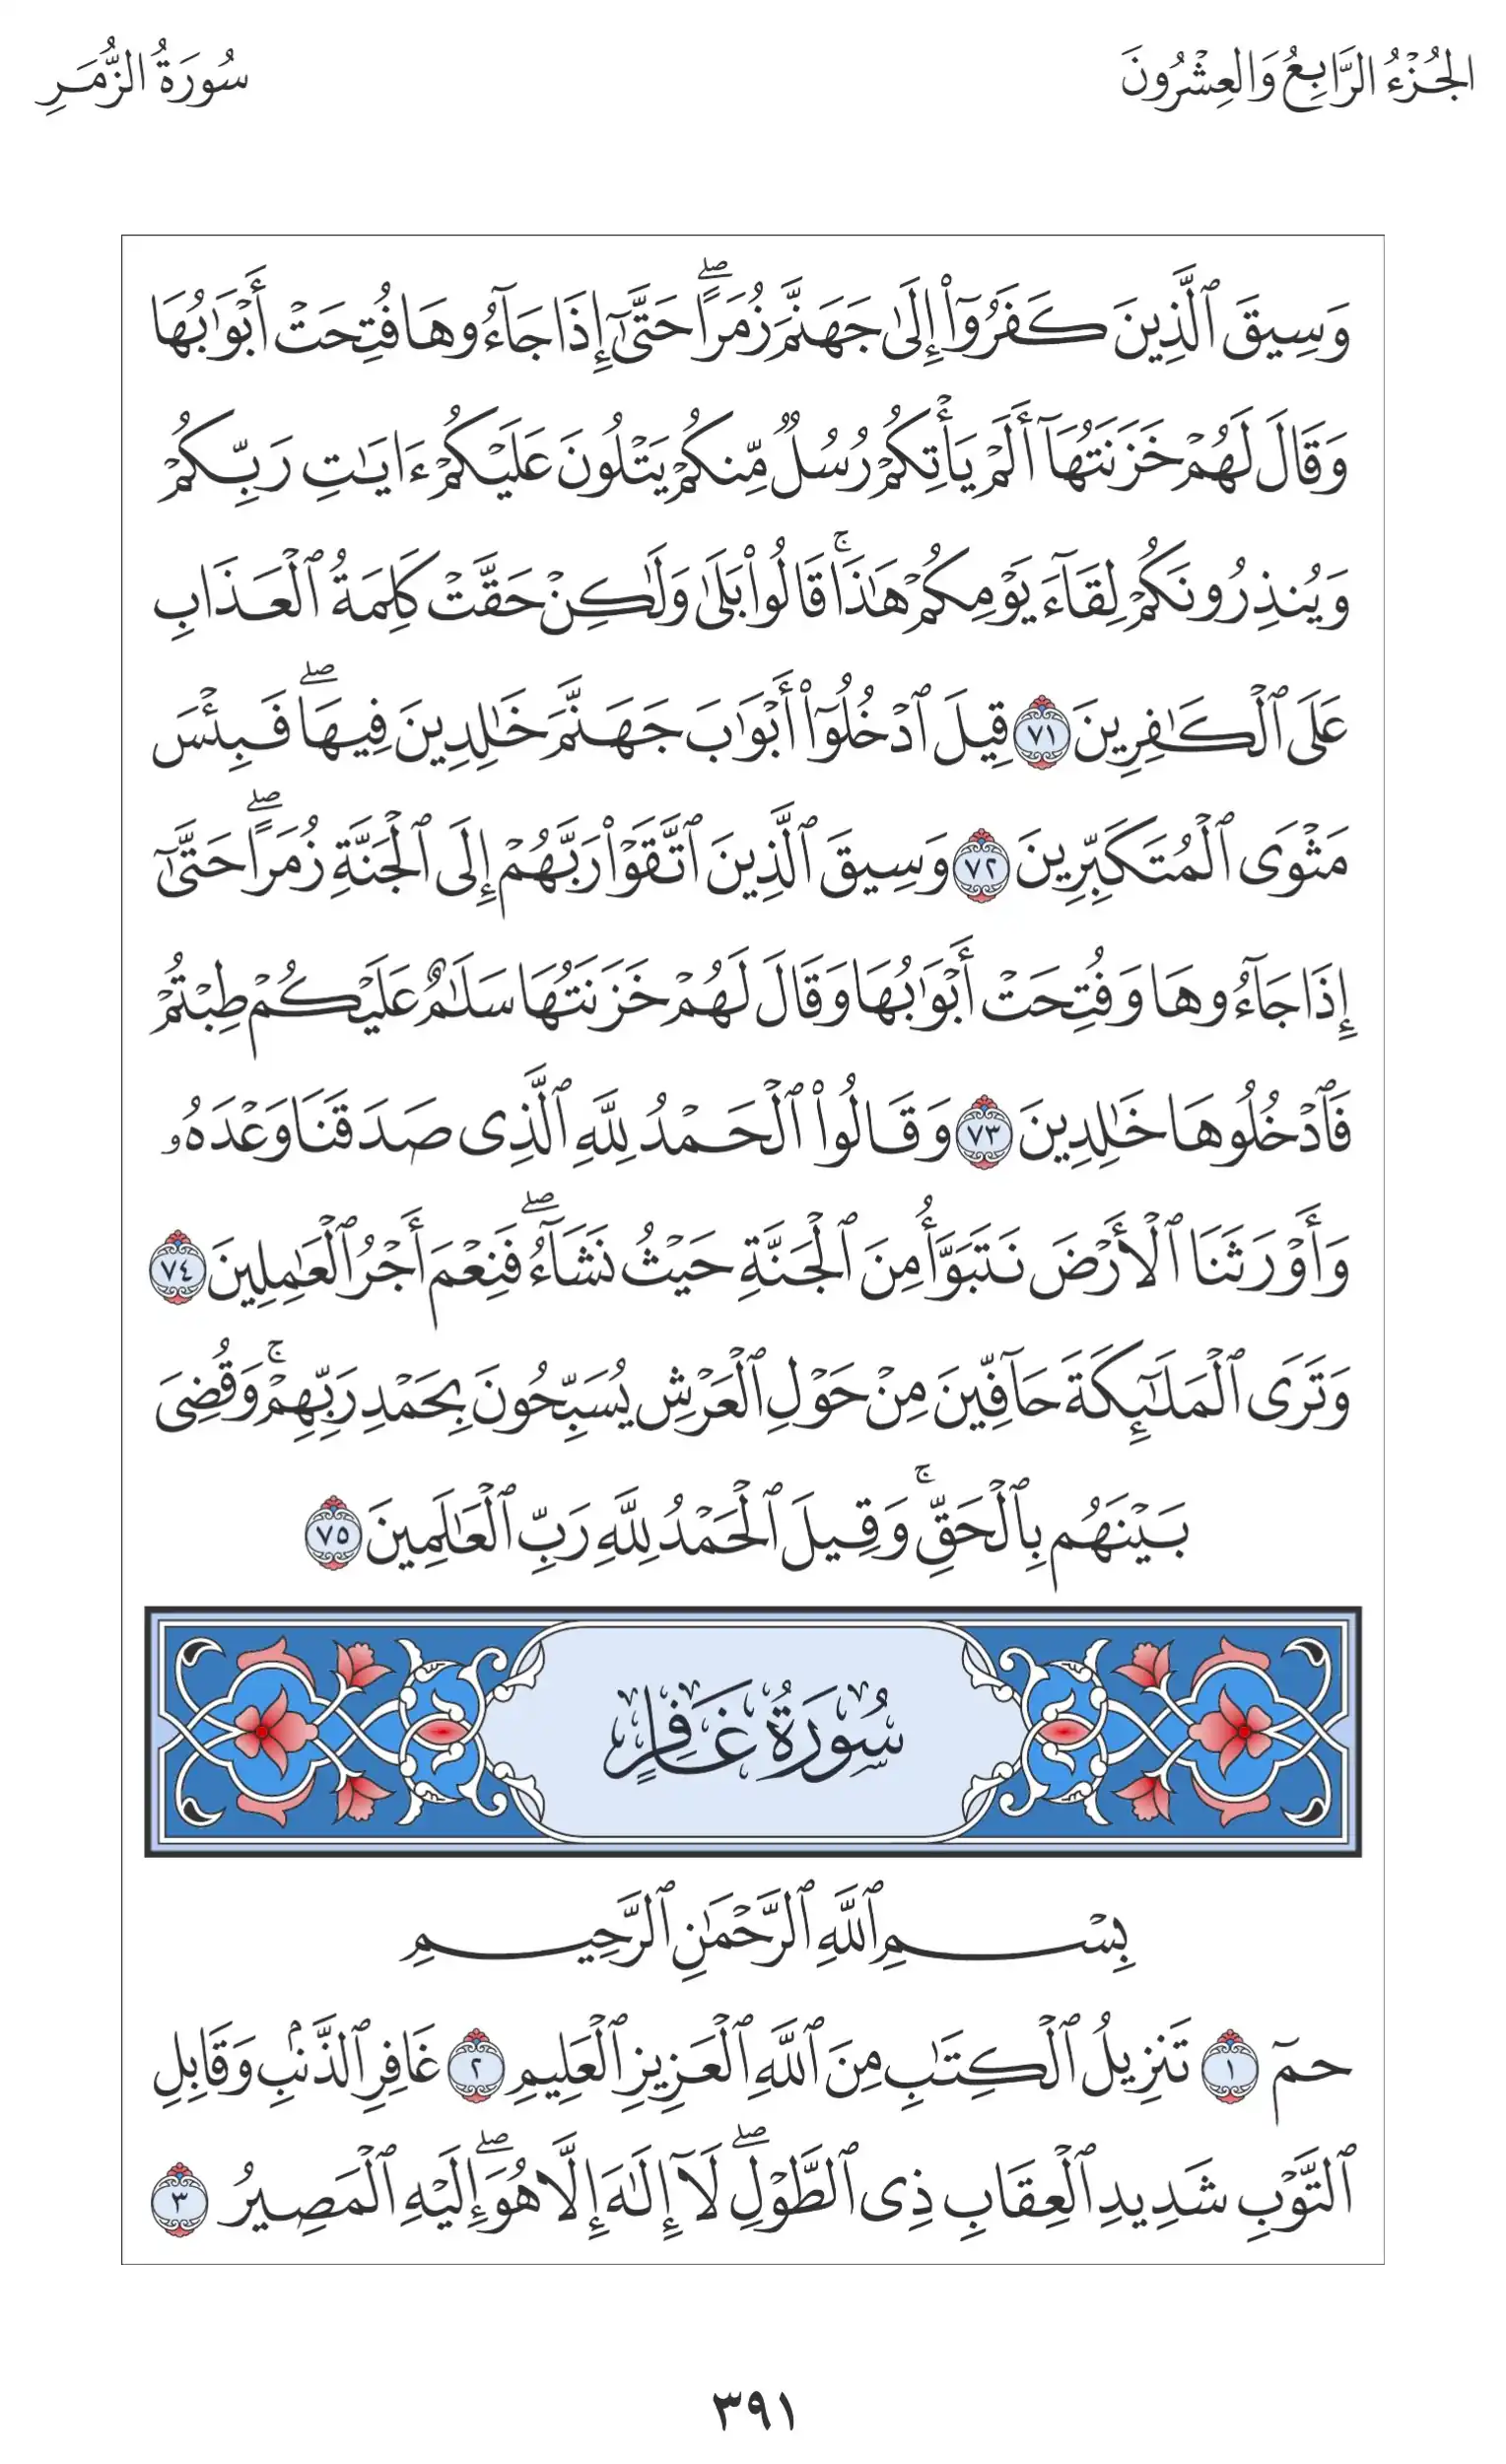 الجُزْءُ الرَّابِعُ وَالعِشْرُونَ سُورَةُ الزُّمَرِ
وَسِيقَ ٱلَّذِينَ كَفَرُوٓا۟ إِلَىٰ جَهَنَّمَ زُمَرًاۖ حَتَّىٰٓ إِذَا جَآءُوهَا فُتِحَتْ أَبْوَٰبُهَا
وَقَالَ لَهُمْ خَزَنَتُهَآ أَلَمْ يَأْتِكُمْ رُسُلٌ مِّنكُمْ يَتْلُونَ عَلَيْكُمْ ءَايَٰتِ رَبِّكُمْ
وَيُنذِرُونَكُمْ لِقَآءَ يَوْمِكُمْ هَٰذَاۚ قَالُوا۟ بَلَىٰ وَلَٰكِنْ حَقَّتْ كَلِمَةُ ٱلْعَذَابِ
عَلَى ٱلْكَٰفِرِينَ ٧١ قِيلَ ٱدْخُلُوٓا۟ أَبْوَٰبَ جَهَنَّمَ خَٰلِدِينَ فِيهَاۖ فَبِئْسَ
مَثْوَى ٱلْمُتَكَبِّرِينَ ٧٢ وَسِيقَ ٱلَّذِينَ ٱتَّقَوْا۟ رَبَّهُمْ إِلَى ٱلْجَنَّةِ زُمَرًاۖ حَتَّىٰٓ
إِذَا جَآءُوهَا وَفُتِحَتْ أَبْوَٰبُهَا وَقَالَ لَهُمْ خَزَنَتُهَا سَلَٰمٌ عَلَيْكُمْ طِبْتُمْ
فَٱدْخُلُوهَا خَٰلِدِينَ ٧٣ وَقَالُوا۟ ٱلْحَمْدُ لِلَّهِ ٱلَّذِى صَدَقَنَا وَعْدَهُۥ
وَأَوْرَثَنَا ٱلْأَرْضَ نَتَبَوَّأُ مِنَ ٱلْجَنَّةِ حَيْثُ نَشَآءُۖ فَنِعْمَ أَجْرُ ٱلْعَٰمِلِينَ ٧٤
وَتَرَى ٱلْمَلَٰٓئِكَةَ حَآفِّينَ مِنْ حَوْلِ ٱلْعَرْشِ يُسَبِّحُونَ بِحَمْدِ رَبِّهِمْۚ وَقُضِىَ
بَيْنَهُم بِٱلْحَقِّۚ وَقِيلَ ٱلْحَمْدُ لِلَّهِ رَبِّ ٱلْعَٰلَمِينَ ٧٥
سُورَةُ غَافِرٍ
بِسْمِ ٱللَّهِ ٱلرَّحْمَٰنِ ٱلرَّحِيمِ
حمٓ ١ تَنزِيلُ ٱلْكِتَٰبِ مِنَ ٱللَّهِ ٱلْعَزِيزِ ٱلْعَلِيمِ ٢ غَافِرِ ٱلذَّنۢبِ وَقَابِلِ
ٱلتَّوْبِ شَدِيدِ ٱلْعِقَابِ ذِى ٱلطَّوْلِۖ لَآ إِلَٰهَ إِلَّا هُوَۖ إِلَيْهِ ٱلْمَصِيرُ ٣
٣٩١